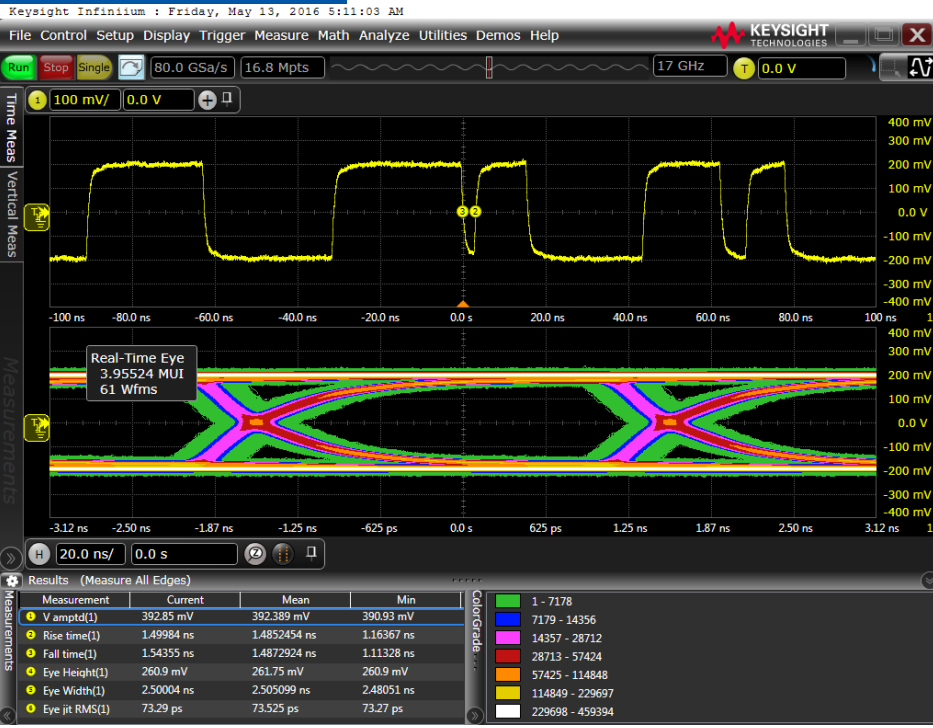 Keysight Infiniium : Friday, May 13, 2016 5:11:03 AM
File Control Setup Display Trigger Measure Math Analyze Utilities Demos Help
KEYSIGHT
TECHNOLOGIES
Run Stop Single 80.0 GSa/s 16.8 Mpts 17 GHz T 0.0 V
1 100 mV/ 0.0 V
Time Meas
Vertical Meas
Measurements
400 mV
300 mV
200 mV
100 mV
0.0 V
-100 mV
-200 mV
-300 mV
-400 mV
3 2
-100 ns -80.0 ns -60.0 ns -40.0 ns -20.0 ns 0.0 s 20.0 ns 40.0 ns 60.0 ns 80.0 ns 100 ns 1
Real-Time Eye
3.95524 MUI
61 Wfms
400 mV
300 mV
200 mV
100 mV
0.0 V
-100 mV
-200 mV
-300 mV
-400 mV
-3.12 ns -2.50 ns -1.87 ns -1.25 ns -625 ps 0.0 s 625 ps 1.25 ns 1.87 ns 2.50 ns 3.12 ns 1
H 20.0 ns/ 0.0 s
Results (Measure All Edges)
Measurements
Measurement Current Mean Min
1 V amptd(1) 392.85 mV 392.389 mV 390.93 mV
2 Rise time(1) 1.49984 ns 1.4852454 ns 1.16367 ns
3 Fall time(1) 1.54355 ns 1.4872924 ns 1.11328 ns
4 Eye Height(1) 260.9 mV 261.75 mV 260.9 mV
5 Eye Width(1) 2.50004 ns 2.505099 ns 2.48051 ns
6 Eye jit RMS(1) 73.29 ps 73.525 ps 73.27 ps
ColorGrade
1 - 7178
7179 - 14356
14357 - 28712
28713 - 57424
57425 - 114848
114849 - 229697
229698 - 459394